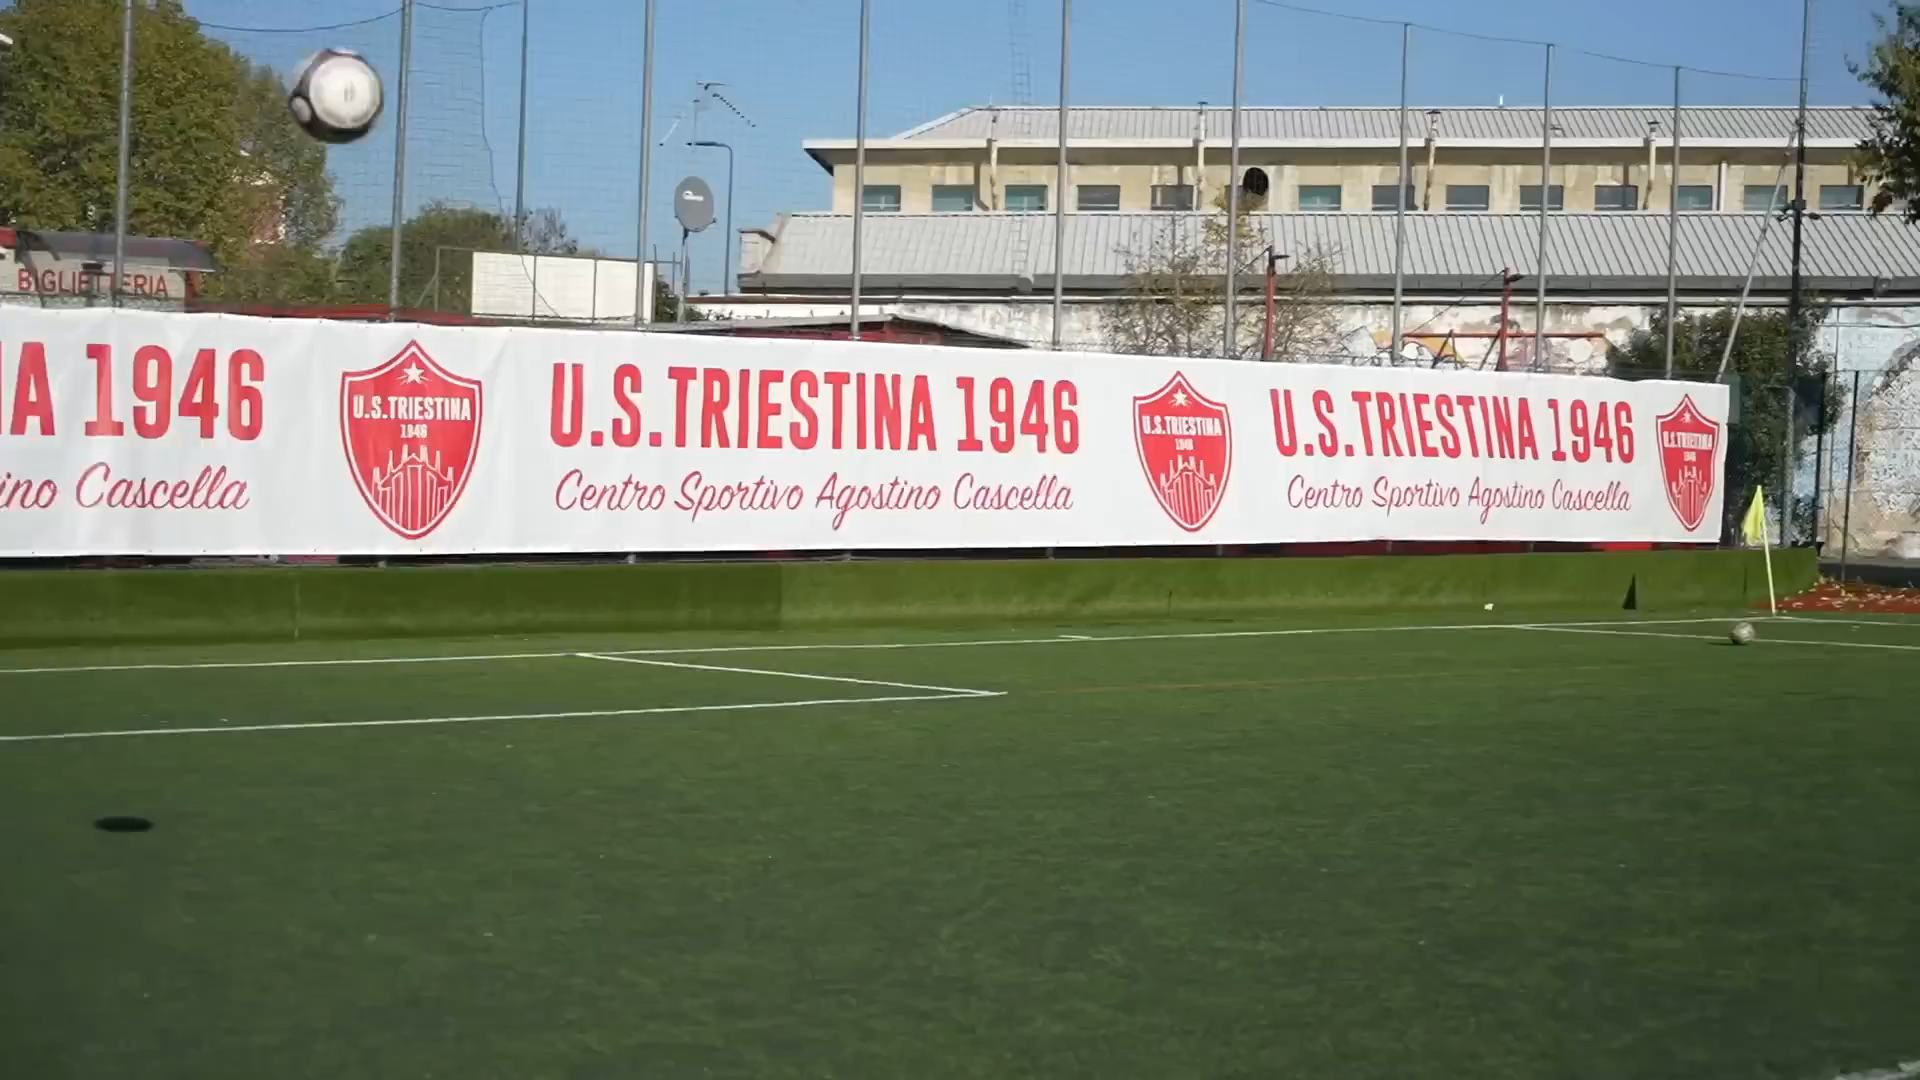 BIGLIETTERIA
NA 1946
ino Cascella
U.S.TRIESTINA
1946
U.S.TRIESTINA 1946
Centro Sportivo Agostino Cascella
U.S.TRIESTINA
1946
U.S.TRIESTINA 1946
Centro Sportivo Agostino Cascella
U.S.TRIESTINA
1946